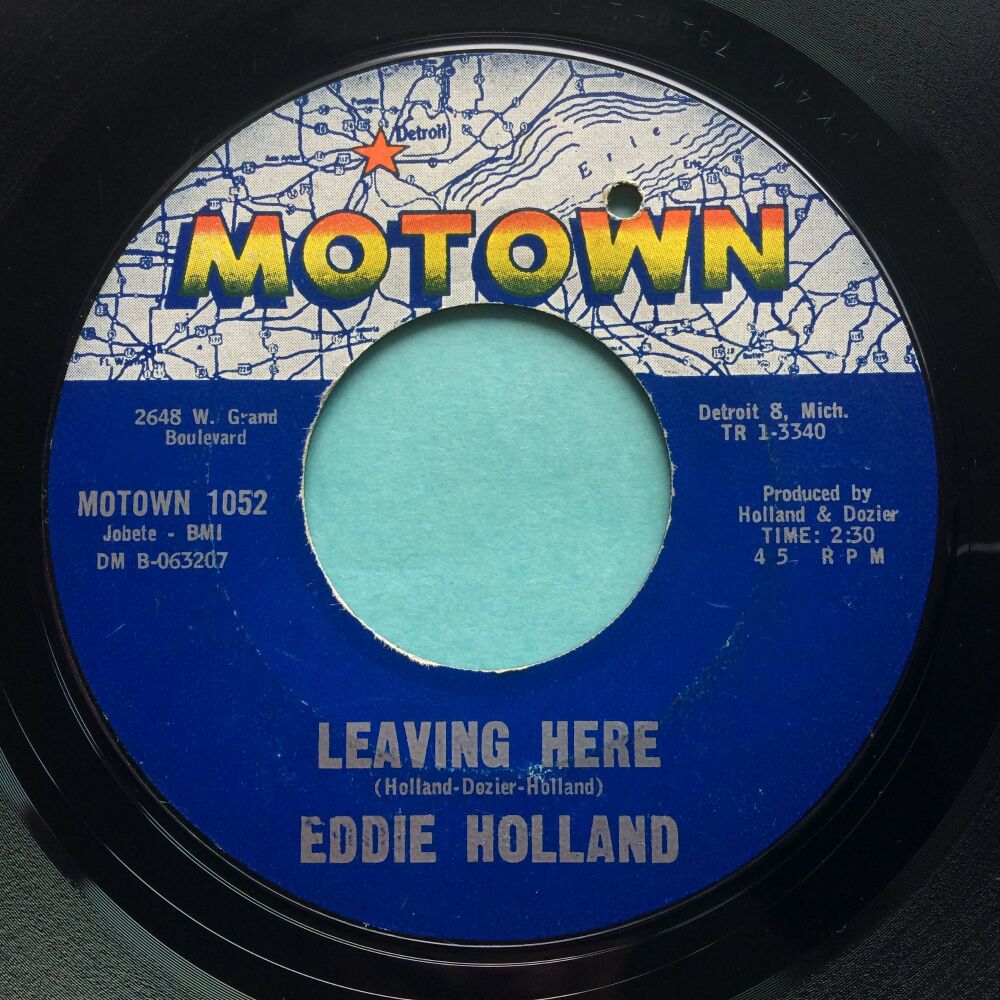 Detroit
Erie
MOTOWN
2648 W. Grand
Boulevard
Detroit 8, Mich.
TR 1-3340
MOTOWN 1052
Jobete - BMI
DM B-063207
Produced by
Holland & Dozier
TIME: 2:30
45 RPM
LEAVING HERE
(Holland-Dozier-Holland)
EDDIE HOLLAND